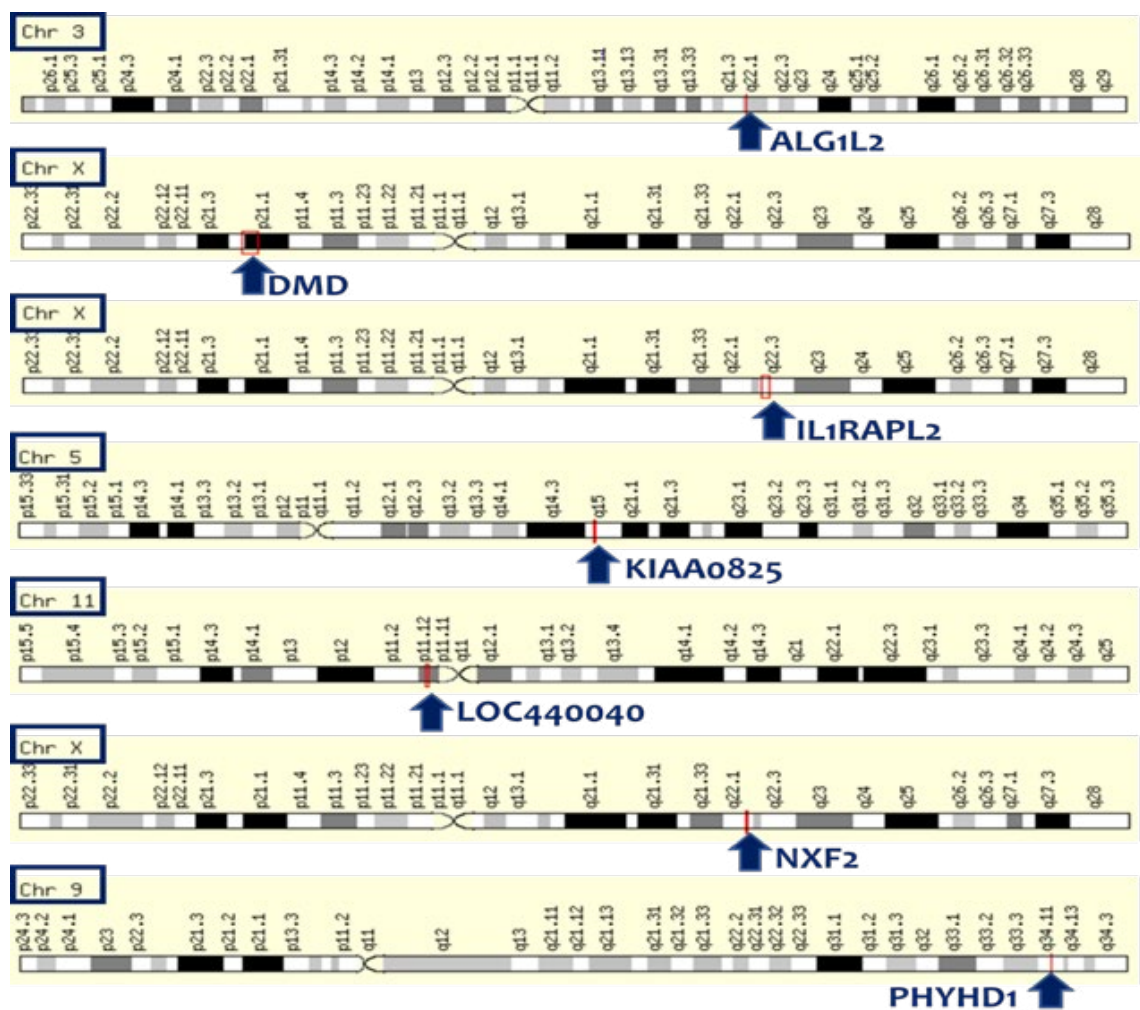 Chr 3
p26.1 p25.3 p25.1 p24.3 p24.1 p22.3 p22.2 p22.1 p21.31 p14.3 p14.2 p14.1 p13 p12.3 p12.2 p12.1 p11.1 q11.1 q11.2 q13.11 q13.13 q13.31 q13.33 q21.3 q22.1 q22.3 q23 q24 q25.1 q25.2 q26.1 q26.2 q26.31 q26.32 q26.33 q28 q29
ALG1L2
Chr X
p22.33 p22.31 p22.2 p22.12 p22.11 p21.3 p21.1 p11.4 p11.3 p11.23 p11.22 p11.21 p11.1 q11.1 q12 q13.1 q21.1 q21.31 q21.33 q22.1 q22.3 q23 q24 q25 q26.2 q26.3 q27.1 q27.3 q28
DMD
Chr X
p22.33 p22.31 p22.2 p22.12 p22.11 p21.3 p21.1 p11.4 p11.3 p11.23 p11.22 p11.21 p11.1 q11.1 q12 q13.1 q21.1 q21.31 q21.33 q22.1 q22.3 q23 q24 q25 q26.2 q26.3 q27.1 q27.3 q28
IL1RAPL2
Chr 5
p15.33 p15.31 p15.2 p15.1 p14.3 p14.1 p13.3 p13.2 p13.1 p12 p11 q11.1 q11.2 q12.1 q12.3 q13.2 q13.3 q14.1 q14.3 q15 q21.1 q21.3 q23.1 q23.2 q23.3 q31.1 q31.2 q31.3 q32 q33.1 q33.2 q33.3 q34 q35.1 q35.2 q35.3
KIAA0825
Chr 11
p15.5 p15.4 p15.3 p15.2 p15.1 p14.3 p14.1 p13 p12 p11.2 p11.12 p11.11 q11 q12.1 q13.1 q13.2 q13.4 q14.1 q14.2 q14.3 q21 q22.1 q22.3 q23.1 q23.3 q24.1 q24.2 q24.3 q25
LOC440040
Chr X
p22.33 p22.31 p22.2 p22.12 p22.11 p21.3 p21.1 p11.4 p11.3 p11.23 p11.22 p11.21 p11.1 q11.1 q12 q13.1 q21.1 q21.31 q21.33 q22.1 q22.3 q23 q24 q25 q26.2 q26.3 q27.1 q27.3 q28
NXF2
Chr 9
p24.3 p24.2 p24.1 p23 p22.3 p21.3 p21.2 p21.1 p13.3 p11.2 q11 q12 q13 q21.11 q21.12 q21.13 q21.31 q21.32 q21.33 q22.2 q22.31 q22.32 q22.33 q31.1 q31.2 q31.3 q32 q33.1 q33.2 q33.3 q34.11 q34.13 q34.3
PHYHD1